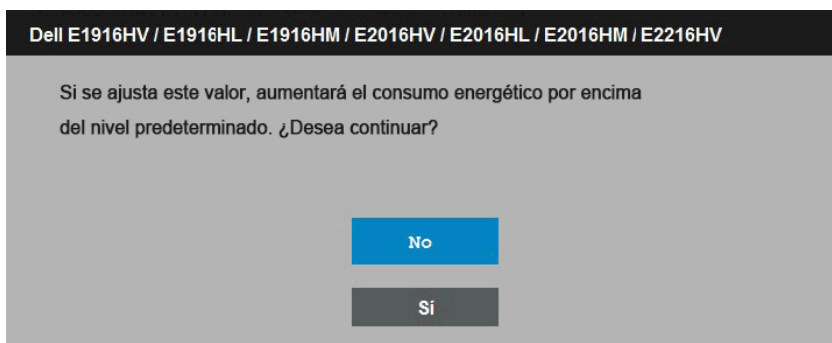 Dell E1916HV / E1916HL / E1916HM / E2016HV / E2016HL / E2016HM / E2216HV
Si se ajusta este valor, aumentará el consumo energético por encima
del nivel predeterminado. ¿Desea continuar?
No
Sí